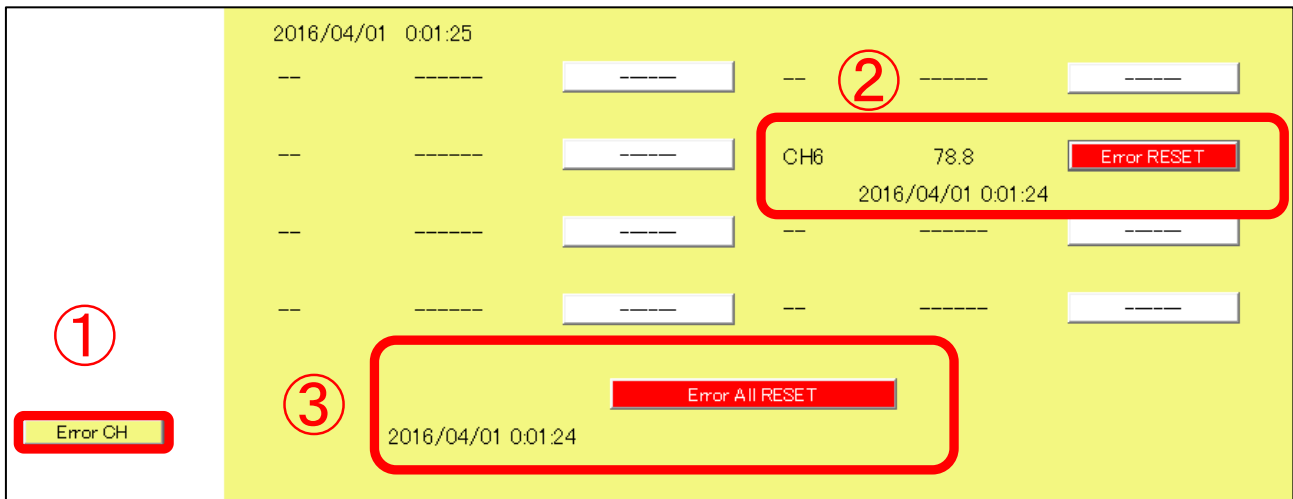 2016/04/01 0:01:25
-- ------ ----- -- ② ------ -----
-- ------ ----- CH6 78.8 Error RESET
2016/04/01 0:01:24
-- ------ ----- -- ------ -----
-- ------ ----- -- ------ -----
①
③ Error All RESET
Error CH 2016/04/01 0:01:24